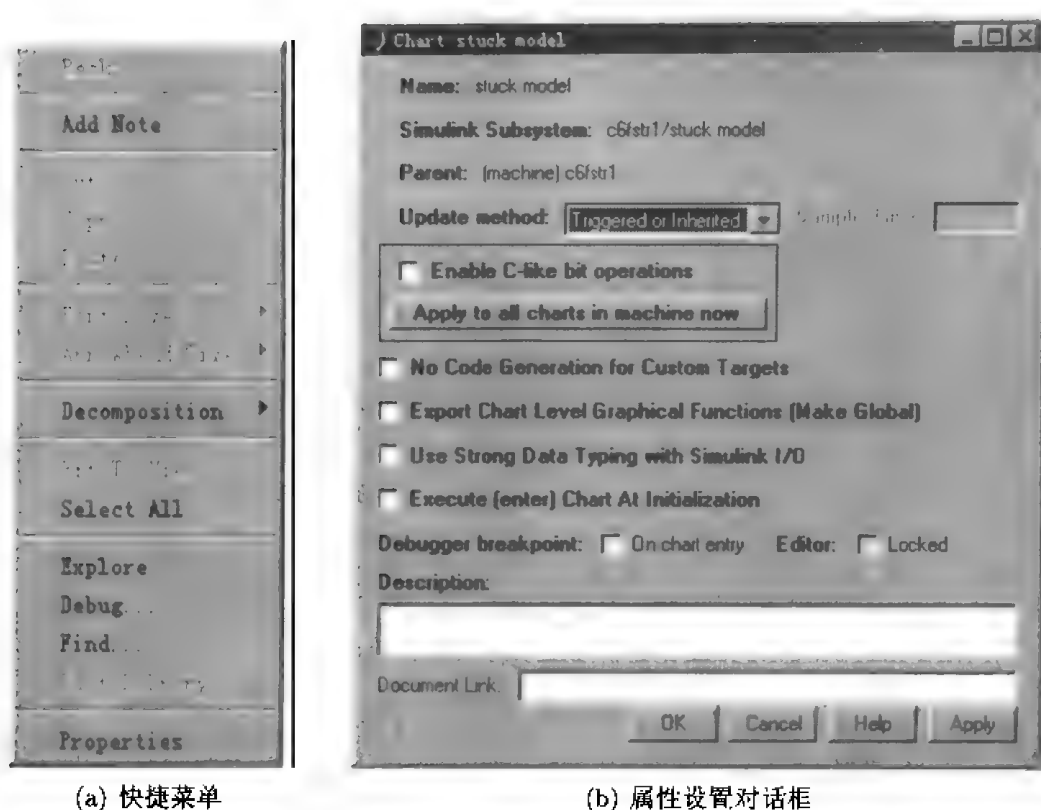 Add Note
Decomposition
Select All
Explore
Debug...
Find...
Properties
(a) 快捷菜单
Chart stuck model
Name: stuck model
Simulink Subsystem: c6fstr1/stuck model
Parent: (machine) c6fstr1
Update method: Triggered or Inherited
Enable C-like bit operations
Apply to all charts in machine now
No Code Generation for Custom Targets
Export Chart Level Graphical Functions (Make Global)
Use Strong Data Typing with Simulink I/O
Execute (enter) Chart At Initialization
Debugger breakpoint: On chart entry Editor: Locked
Description:
Document Link:
OK Cancel Help Apply
(b) 属性设置对话框